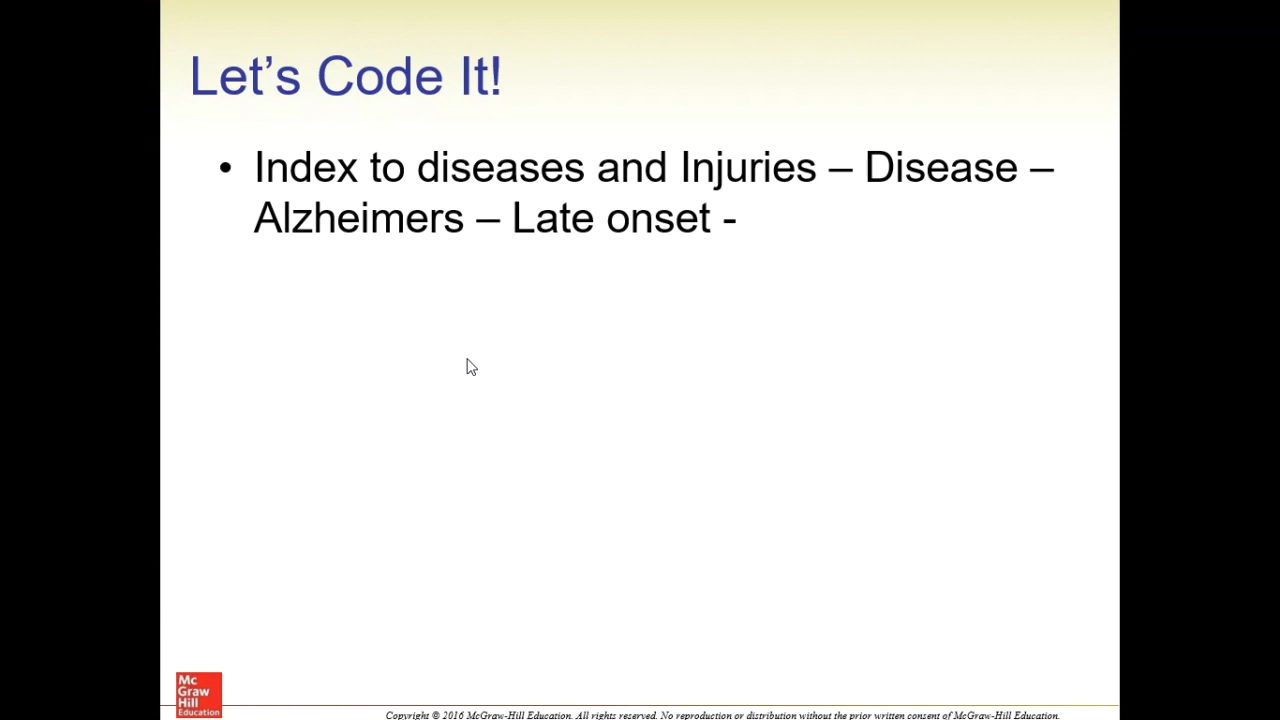 Let's Code It!
• Index to diseases and Injuries – Disease –
Alzheimers – Late onset -
Mc
Graw
Hill
Education
Copyright © 2016 McGraw-Hill Education. All rights reserved. No reproduction or distribution without the prior written consent of McGraw-Hill Education.